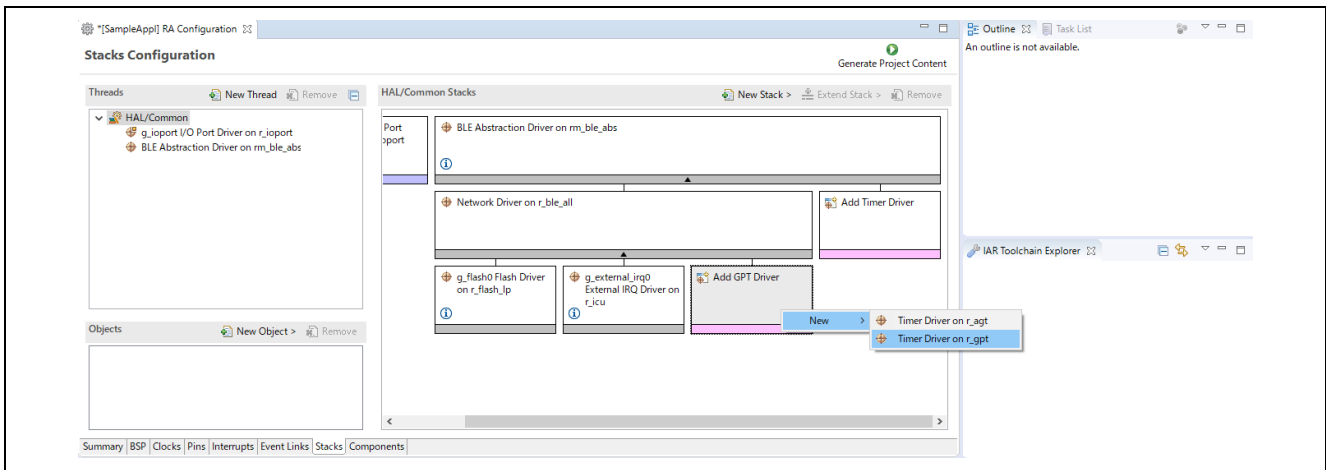 *[SampleAppl] RA Configuration
Stacks Configuration
Generate Project Content
Threads
New Thread
Remove
HAL/Common
g_ioport I/O Port Driver on r_ioport
BLE Abstraction Driver on rm_ble_abs
Objects
New Object >
Remove
HAL/Common Stacks
New Stack >
Extend Stack >
Remove
Port
oport
BLE Abstraction Driver on rm_ble_abs
Network Driver on r_ble_all
Add Timer Driver
g_flash0 Flash Driver
on r_flash_lp
g_external_irq0
External IRQ Driver on
r_icu
Add GPT Driver
New >
Timer Driver on r_agt
Timer Driver on r_gpt
Summary BSP Clocks Pins Interrupts Event Links Stacks Components
Outline
Task List
An outline is not available.
IAR Toolchain Explorer